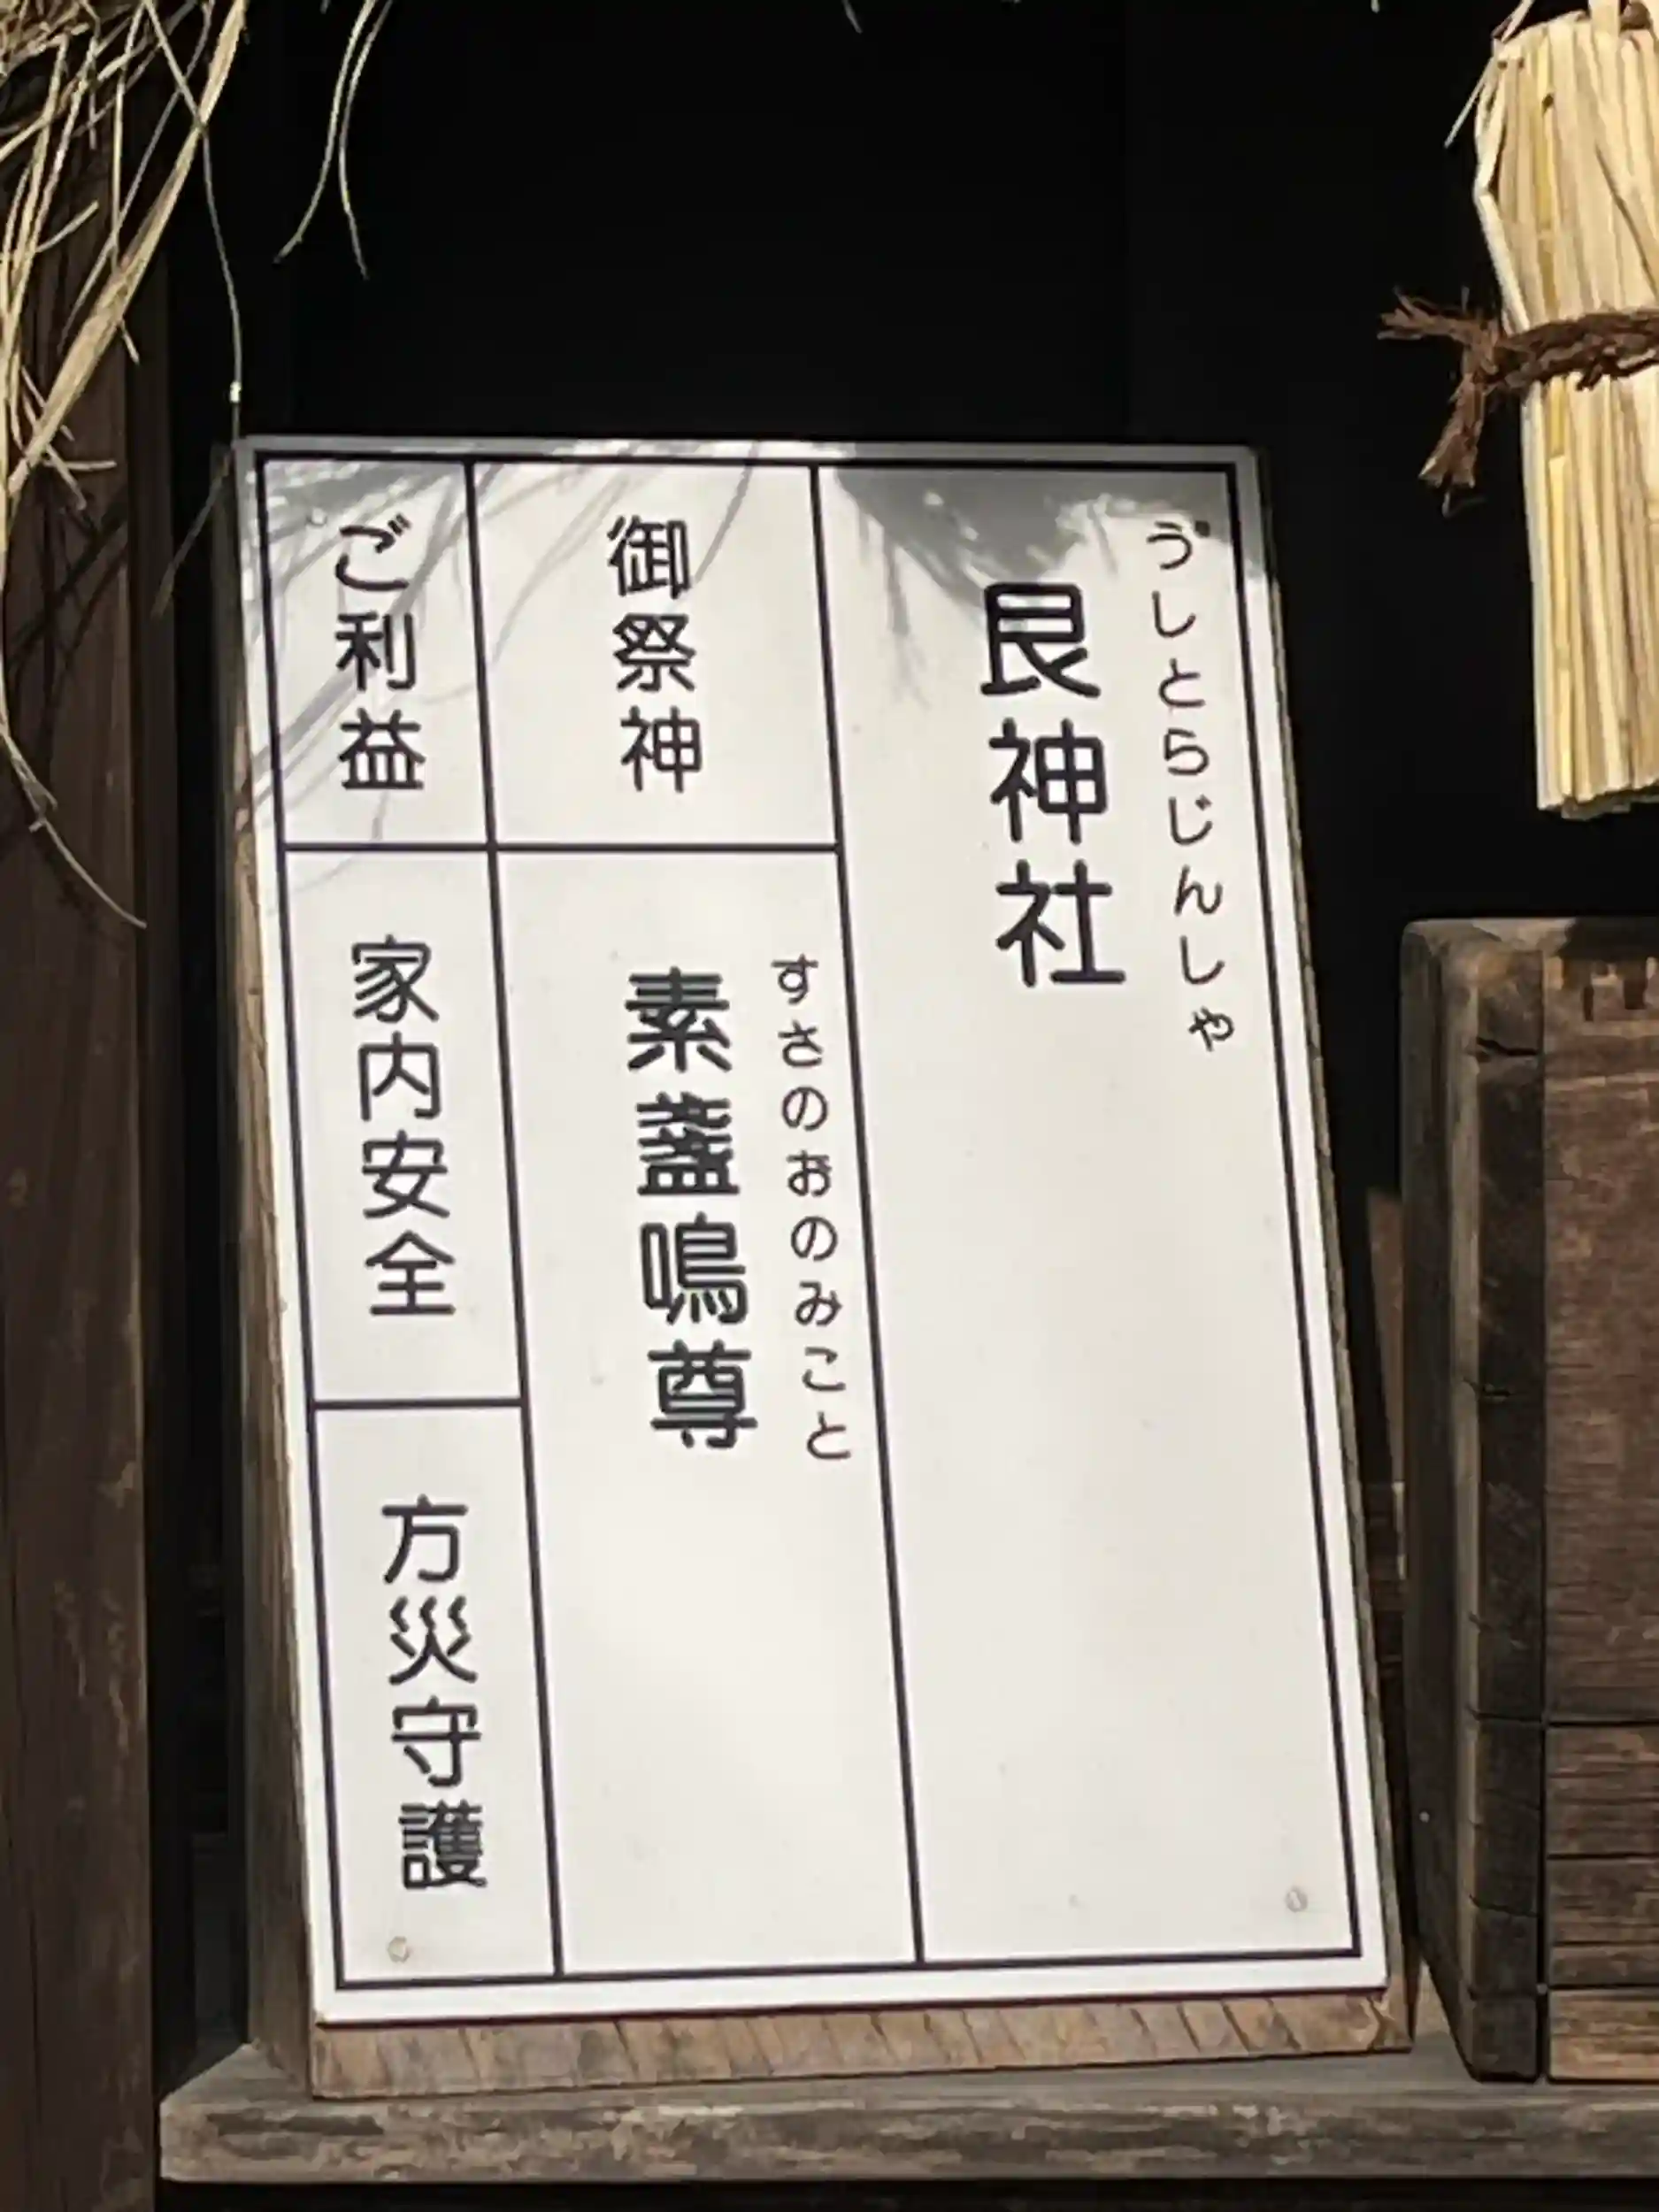 うしとらじんしゃ
艮神社
御祭神
すさのおのみこと
素盞鳴尊
ご利益
家内安全
方災守護